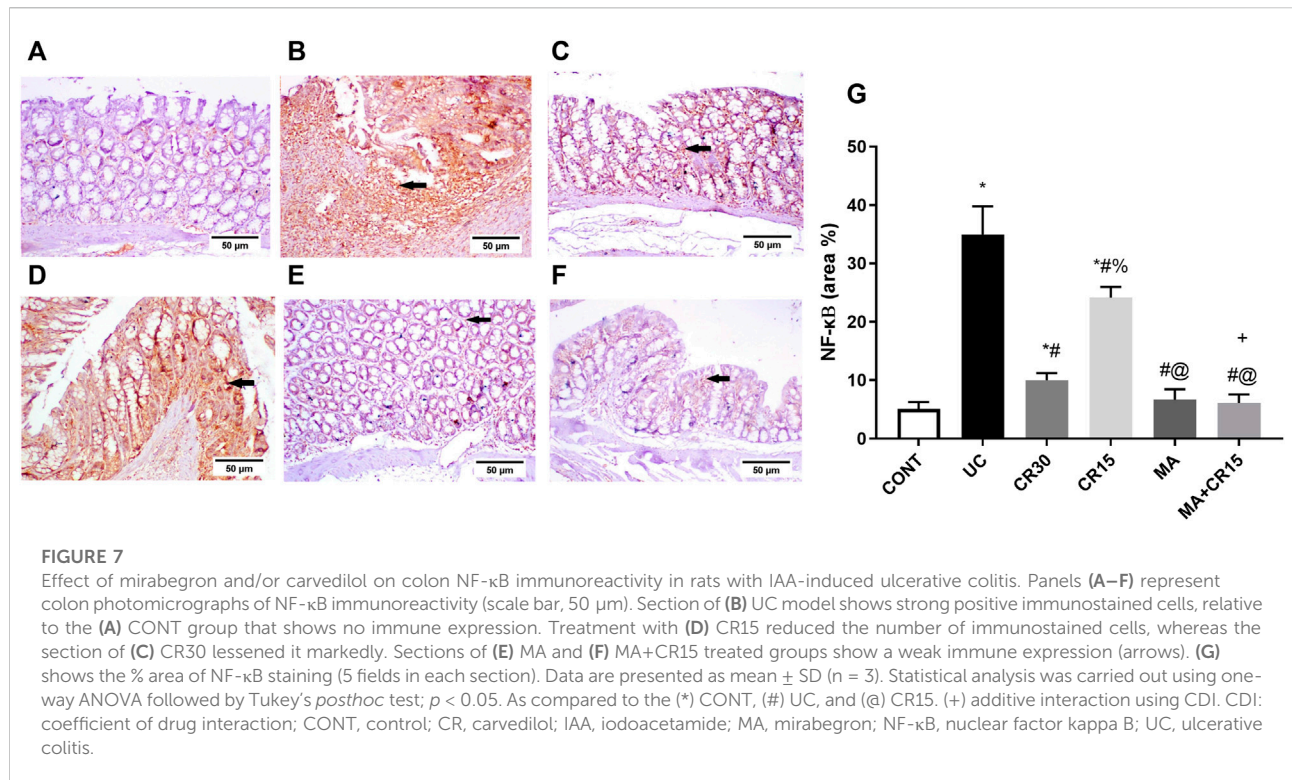 A
B
C
50 µm
50 µm
50 µm
D
E
F
50 µm
50 µm
50 µm
G
NF-κB (area %)
50
40
30
20
10
0
*
*#
*#%
#@
+
#@
CONT
UC
CR30
CR15
MA
MA+CR15
FIGURE 7
Effect of mirabegron and/or carvedilol on colon NF-κB immunoreactivity in rats with IAA-induced ulcerative colitis. Panels (A–F) represent
colon photomicrographs of NF-κB immunoreactivity (scale bar, 50 µm). Section of (B) UC model shows strong positive immunostained cells, relative
to the (A) CONT group that shows no immune expression. Treatment with (D) CR15 reduced the number of immunostained cells, whereas the
section of (C) CR30 lessened it markedly. Sections of (E) MA and (F) MA+CR15 treated groups show a weak immune expression (arrows). (G)
shows the % area of NF-κB staining (5 fields in each section). Data are presented as mean ± SD (n = 3). Statistical analysis was carried out using one-
way ANOVA followed by Tukey's posthoc test; p < 0.05. As compared to the (*) CONT, (#) UC, and (@) CR15. (+) additive interaction using CDI. CDI:
coefficient of drug interaction; CONT, control; CR, carvedilol; IAA, iodoacetamide; MA, mirabegron; NF-κB, nuclear factor kappa B; UC, ulcerative
colitis.